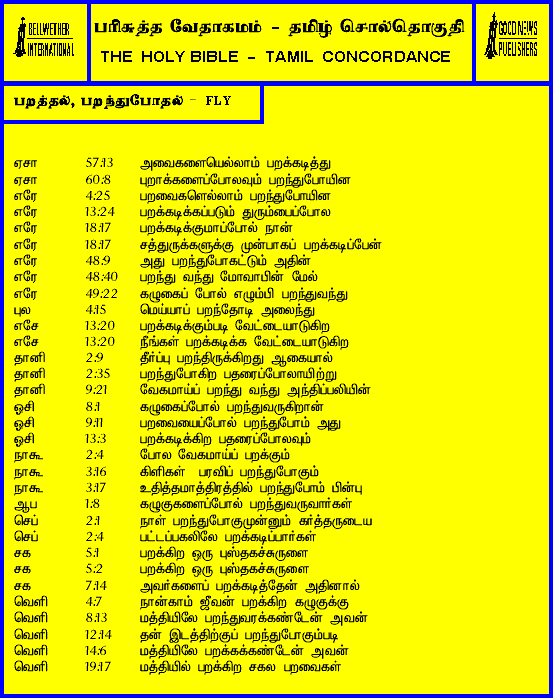 BELLWETHER
INTERNATIONAL
பரிசுத்த வேதாகமம் - தமிழ் சொல்தொகுதி
THE HOLY BIBLE - TAMIL CONCORDANCE
GOOD NEWS
PUBLISHERS
பறத்தல், பறந்துபோதல் - FLY
ஏசா 57:13 அவைகளையெல்லாம் பறக்கடித்து
ஏசா 60:8 புறாக்களைப்போலவும் பறந்துபோயின
எரே 4:25 பறவைகளெல்லாம் பறந்துபோயின
எரே 13:24 பறக்கடிக்கப்படும் துரும்பைப்போல
எரே 18:17 பறக்கடிக்குமாப்போல் நான்
எரே 18:17 சத்துருக்களுக்கு முன்பாகப் பறக்கடிப்பேன்
எரே 48:9 அது பறந்துபோகட்டும் அதின்
எரே 48:40 பறந்து வந்து மோவாபின் மேல்
எரே 49:22 கழுகைப் போல் எழும்பி பறந்துவந்து
புல 4:15 மெய்யாப் பறந்தோடி அலைந்து
எசே 13:20 பறக்கடிக்கும்படி வேட்டையாடுகிற
எசே 13:20 நீங்கள் பறக்கடிக்க வேட்டையாடுகிற
தானி 2:9 தீர்ப்பு பறந்திருக்கிறது ஆகையால்
தானி 2:35 பறந்துபோகிற பதரைப்போலாயிற்று
தானி 9:21 வேகமாய்ப் பறந்து வந்து அந்திப்பலியின்
ஓசி 8:1 கழுகைப்போல் பறந்துவருகிறான்
ஓசி 9:11 பறவையைப்போல் பறந்துபோம் அது
ஓசி 13:3 பறக்கடிக்கிற பதரைப்போலவும்
நாகூ 2:4 போல வேகமாய்ப் பறக்கும்
நாகூ 3:16 கிளிகள் பரவிப் பறந்துபோகும்
நாகூ 3:17 உதித்தமாத்திரத்தில் பறந்துபோம் பின்பு
ஆப 1:8 கழுகுகளைப்போல் பறந்துவருவார்கள்
செப் 2:1 நாள் பறந்துபோகுமுன்னும் கர்த்தருடைய
செப் 2:4 பட்டப்பகலிலே பறக்கடிப்பார்கள்
சக 5:1 பறக்கிற ஒரு புஸ்தகச்சுருளை
சக 5:2 பறக்கிற ஒரு புஸ்தகச்சுருளை
சக 7:14 அவர்களைப் பறக்கடித்தேன் அதினால்
வெளி 4:7 நான்காம் ஜீவன் பறக்கிற கழுகுக்கு
வெளி 8:13 மத்தியிலே பறந்துவரக்கண்டேன் அவன்
வெளி 12:14 தன் இடத்திற்குப் பறந்துபோகும்படி
வெளி 14:6 மத்தியிலே பறக்கக்கண்டேன் அவன்
வெளி 19:17 மத்தியில் பறக்கிற சகல பறவைகள்